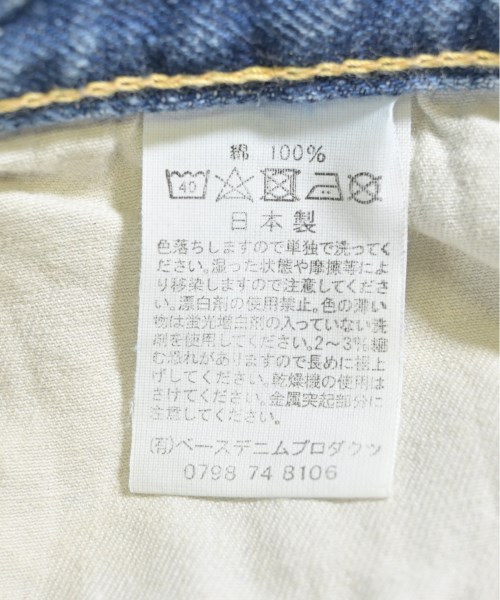 綿 100%
40
日本製
色落ちしますので単独で洗ってく
ださい。湿った状態や摩擦等によ
り移染しますので注意してくださ
い。漂白剤の使用禁止。色の薄い
物は蛍光増白剤の入っていない洗
剤を使用してください。2~3%縮
む恐れがありますので長めに裾上
げしてください。乾燥機の使用は
さけてください。金属突起部分に
注意してください。
(有)ベースデニムプロダクツ
0798 74 8106